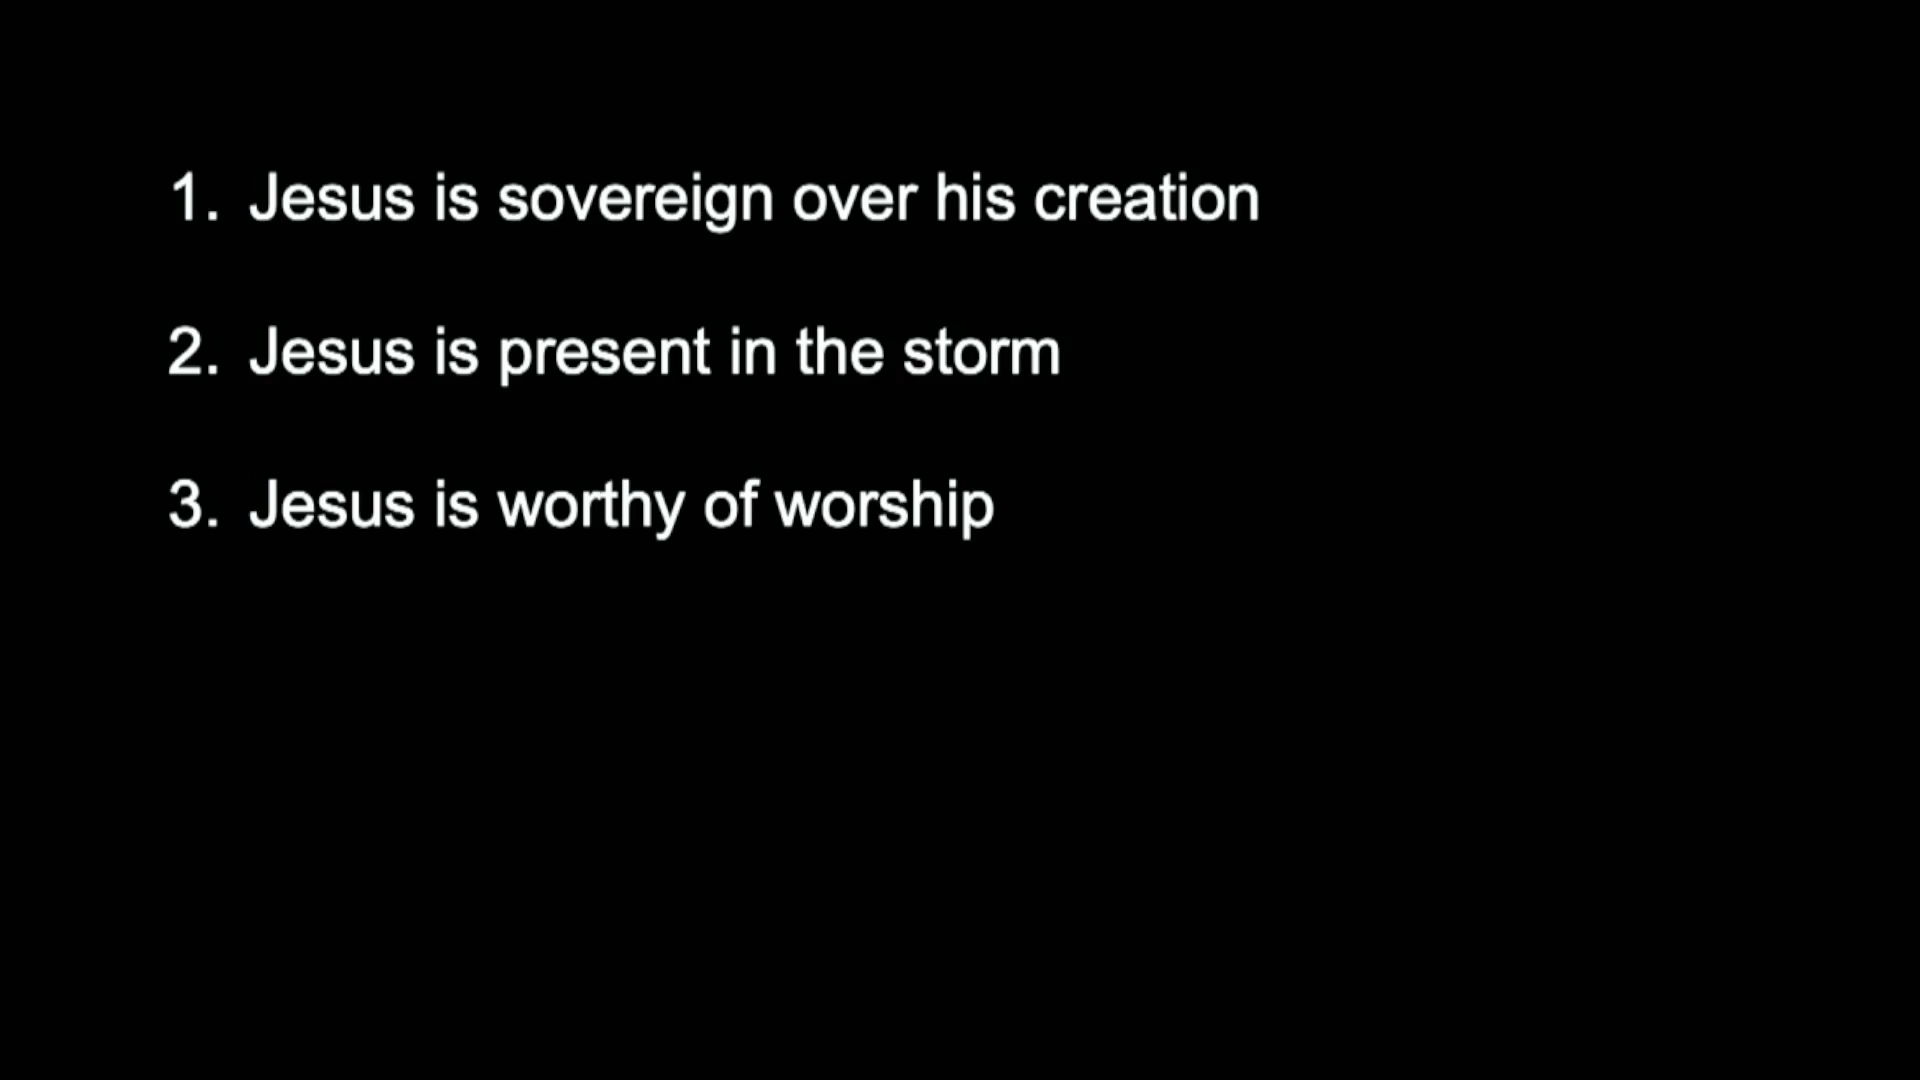 1. Jesus is sovereign over his creation
2. Jesus is present in the storm
3. Jesus is worthy of worship